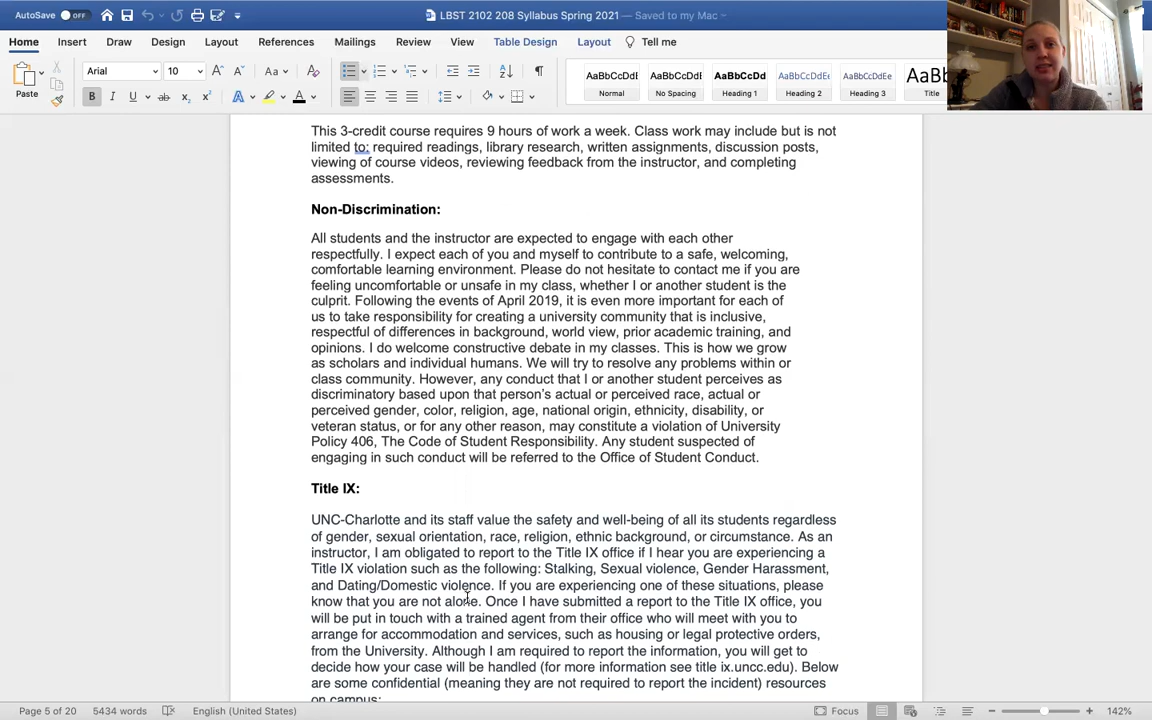 AutoSave OFF LBST 2102 208 Syllabus Spring 2021 — Saved to my Mac
Home Insert Draw Design Layout References Mailings Review View Table Design Layout Tell me
Paste Arial 10 A A Aa A AaBbCcDdE AaBbCcDdE AaBbCcDd AaBbCcDdEe AaBbCcDdEe AaBb
B I U ab x₂ x² A A Normal No Spacing Heading 1 Heading 2 Heading 3 Title
This 3-credit course requires 9 hours of work a week. Class work may include but is not
limited to: required readings, library research, written assignments, discussion posts,
viewing of course videos, reviewing feedback from the instructor, and completing
assessments.
Non-Discrimination:
All students and the instructor are expected to engage with each other
respectfully. I expect each of you and myself to contribute to a safe, welcoming,
comfortable learning environment. Please do not hesitate to contact me if you are
feeling uncomfortable or unsafe in my class, whether I or another student is the
culprit. Following the events of April 2019, it is even more important for each of
us to take responsibility for creating a university community that is inclusive,
respectful of differences in background, world view, prior academic training, and
opinions. I do welcome constructive debate in my classes. This is how we grow
as scholars and individual humans. We will try to resolve any problems within or
class community. However, any conduct that I or another student perceives as
discriminatory based upon that person's actual or perceived race, actual or
perceived gender, color, religion, age, national origin, ethnicity, disability, or
veteran status, or for any other reason, may constitute a violation of University
Policy 406, The Code of Student Responsibility. Any student suspected of
engaging in such conduct will be referred to the Office of Student Conduct.
Title IX:
UNC-Charlotte and its staff value the safety and well-being of all its students regardless
of gender, sexual orientation, race, religion, ethnic background, or circumstance. As an
instructor, I am obligated to report to the Title IX office if I hear you are experiencing a
Title IX violation such as the following: Stalking, Sexual violence, Gender Harassment,
and Dating/Domestic violence. If you are experiencing one of these situations, please
know that you are not alone. Once I have submitted a report to the Title IX office, you
will be put in touch with a trained agent from their office who will meet with you to
arrange for accommodation and services, such as housing or legal protective orders,
from the University. Although I am required to report the information, you will get to
decide how your case will be handled (for more information see title ix.uncc.edu). Below
are some confidential (meaning they are not required to report the incident) resources
on campus:
Page 5 of 20 5434 words English (United States) Focus 142%